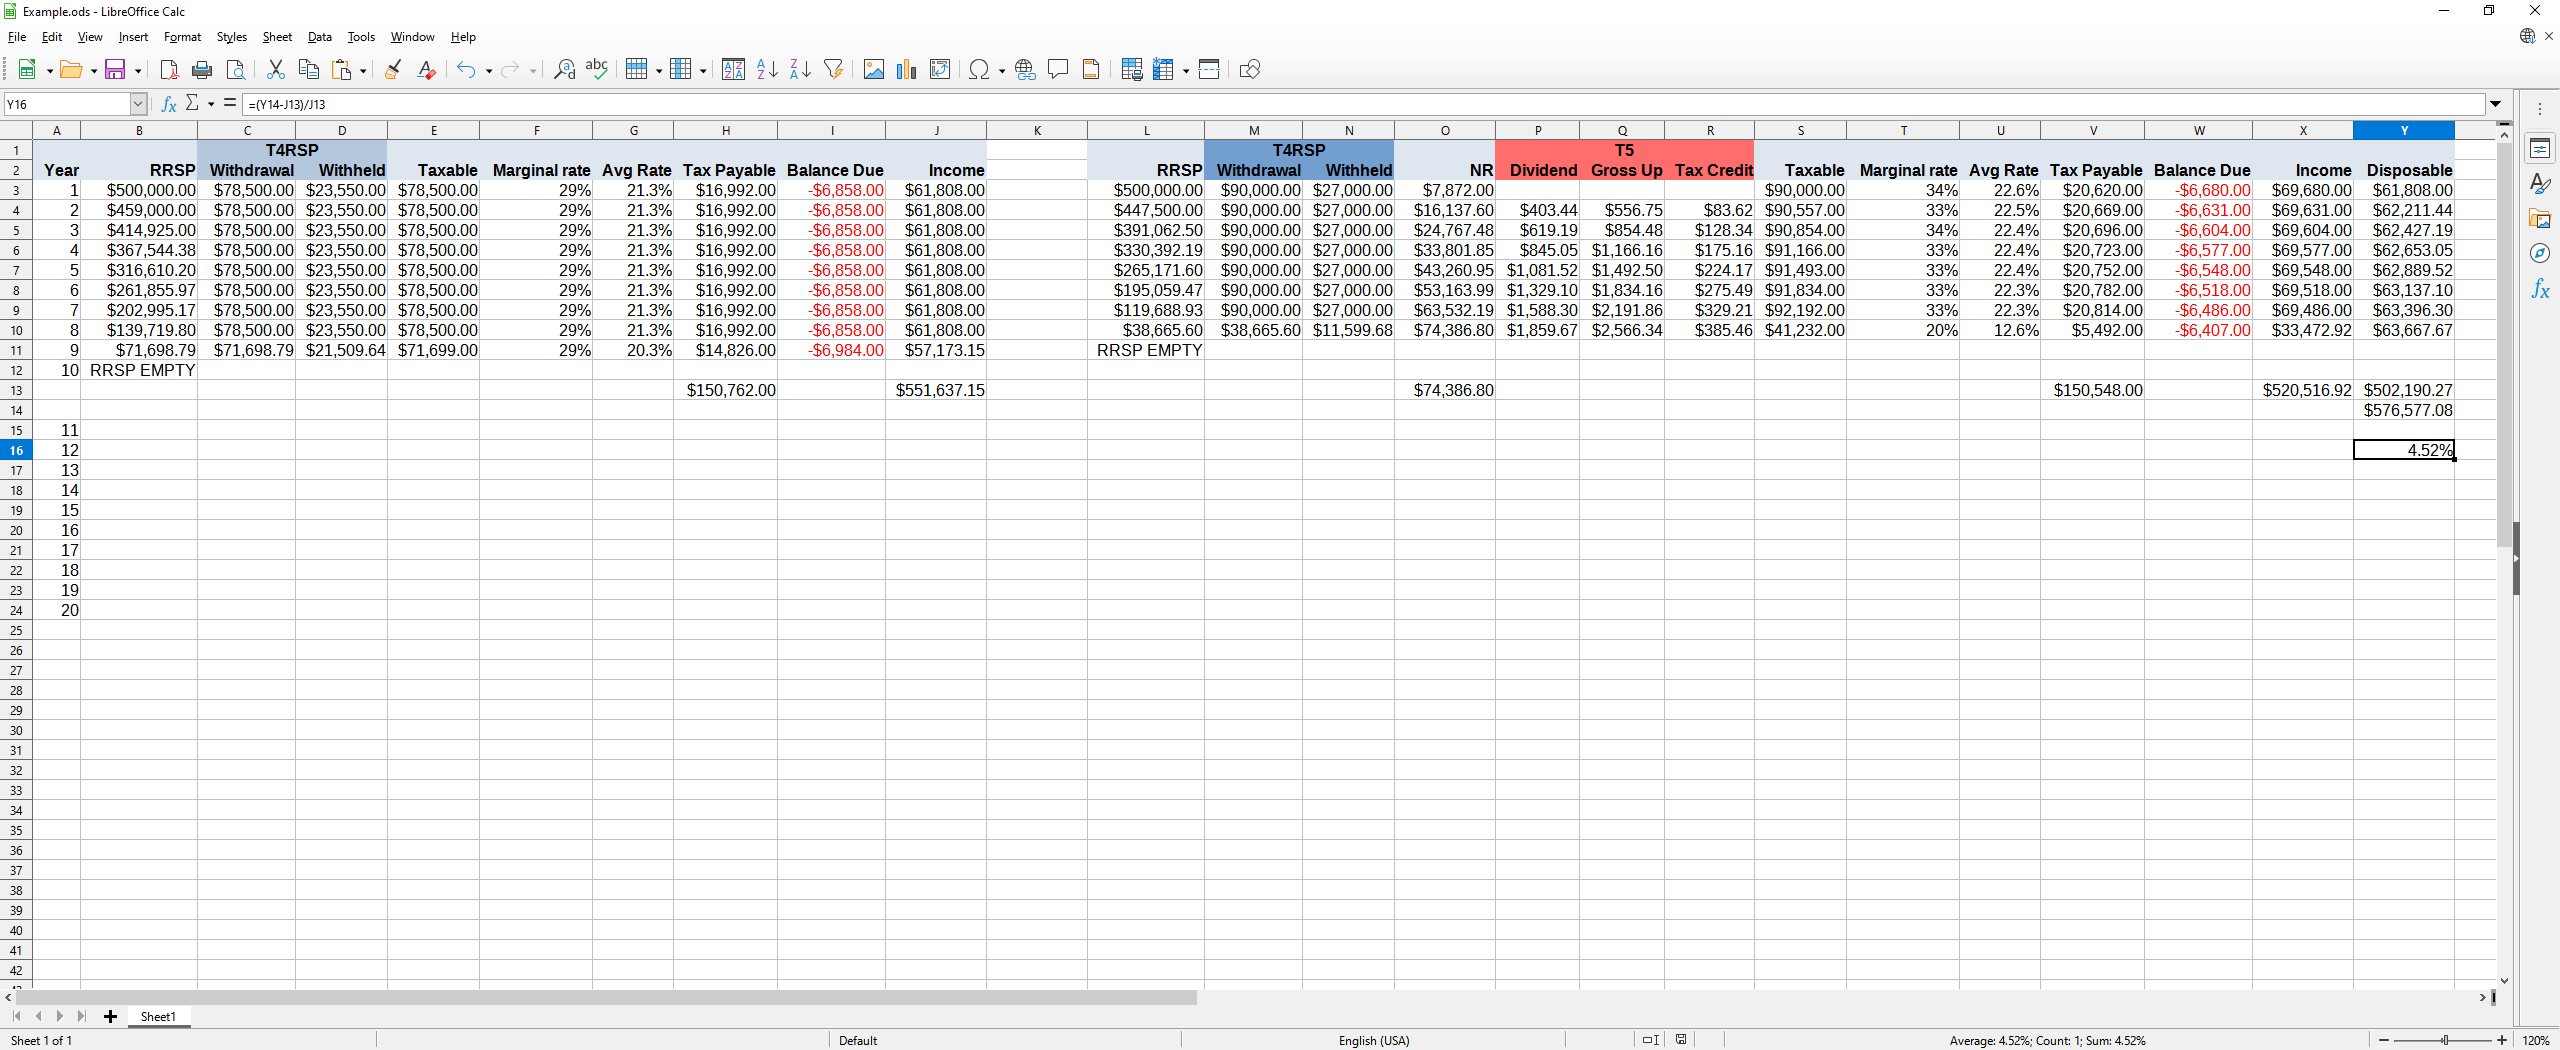 Example.ods - LibreOffice Calc
File Edit View Insert Format Styles Sheet Data Tools Window Help
Y16 =(Y14-J13)/J13
A B C D E F G H I J K L M N O P Q R S T U V W X Y
1 T4RSP T4RSP T5
2 Year RRSP Withdrawal Withheld Taxable Marginal rate Avg Rate Tax Payable Balance Due Income RRSP Withdrawal Withheld NR Dividend Gross Up Tax Credit Taxable Marginal rate Avg Rate Tax Payable Balance Due Income Disposable
3 1 $500,000.00 $78,500.00 $23,550.00 $78,500.00 29% 21.3% $16,992.00 -$6,858.00 $61,808.00 $500,000.00 $90,000.00 $27,000.00 $7,872.00 $90,000.00 34% 22.6% $20,620.00 -$6,680.00 $69,680.00 $61,808.00
4 2 $459,000.00 $78,500.00 $23,550.00 $78,500.00 29% 21.3% $16,992.00 -$6,858.00 $61,808.00 $447,500.00 $90,000.00 $27,000.00 $16,137.60 $403.44 $556.75 $83.62 $90,557.00 33% 22.5% $20,669.00 -$6,631.00 $69,631.00 $62,211.44
5 3 $414,925.00 $78,500.00 $23,550.00 $78,500.00 29% 21.3% $16,992.00 -$6,858.00 $61,808.00 $391,062.50 $90,000.00 $27,000.00 $24,767.48 $619.19 $854.48 $128.34 $90,854.00 34% 22.4% $20,696.00 -$6,604.00 $69,604.00 $62,427.19
6 4 $367,544.38 $78,500.00 $23,550.00 $78,500.00 29% 21.3% $16,992.00 -$6,858.00 $61,808.00 $330,392.19 $90,000.00 $27,000.00 $33,801.85 $845.05 $1,166.16 $175.16 $91,166.00 33% 22.4% $20,723.00 -$6,577.00 $69,577.00 $62,653.05
7 5 $316,610.20 $78,500.00 $23,550.00 $78,500.00 29% 21.3% $16,992.00 -$6,858.00 $61,808.00 $265,171.60 $90,000.00 $27,000.00 $43,260.95 $1,081.52 $1,492.50 $224.17 $91,493.00 33% 22.4% $20,752.00 -$6,548.00 $69,548.00 $62,889.52
8 6 $261,855.97 $78,500.00 $23,550.00 $78,500.00 29% 21.3% $16,992.00 -$6,858.00 $61,808.00 $195,059.47 $90,000.00 $27,000.00 $53,163.99 $1,329.10 $1,834.16 $275.49 $91,834.00 33% 22.3% $20,782.00 -$6,518.00 $69,518.00 $63,137.10
9 7 $202,995.17 $78,500.00 $23,550.00 $78,500.00 29% 21.3% $16,992.00 -$6,858.00 $61,808.00 $119,688.93 $90,000.00 $27,000.00 $63,532.19 $1,588.30 $2,191.86 $329.21 $92,192.00 33% 22.3% $20,814.00 -$6,486.00 $69,486.00 $63,396.30
10 8 $139,719.80 $78,500.00 $23,550.00 $78,500.00 29% 21.3% $16,992.00 -$6,858.00 $61,808.00 $38,665.60 $38,665.60 $11,599.68 $74,386.80 $1,859.67 $2,566.34 $385.46 $41,232.00 20% 12.6% $5,492.00 -$6,407.00 $33,472.92 $63,667.67
11 9 $71,698.79 $71,698.79 $21,509.64 $71,699.00 29% 20.3% $14,826.00 -$6,984.00 $57,173.15 RRSP EMPTY
12 10 RRSP EMPTY
13 $150,762.00 $551,637.15 $74,386.80 $150,548.00 $520,516.92 $502,190.27
14 $576,577.08
15 11
16 12 4.52%
17 13
18 14
19 15
20 16
21 17
22 18
23 19
24 20
25
26
27
28
29
30
31
32
33
34
35
36
37
38
39
40
41
42
Sheet1
Sheet 1 of 1 Default English (USA) Average: 4.52%; Count: 1; Sum: 4.52% 120%